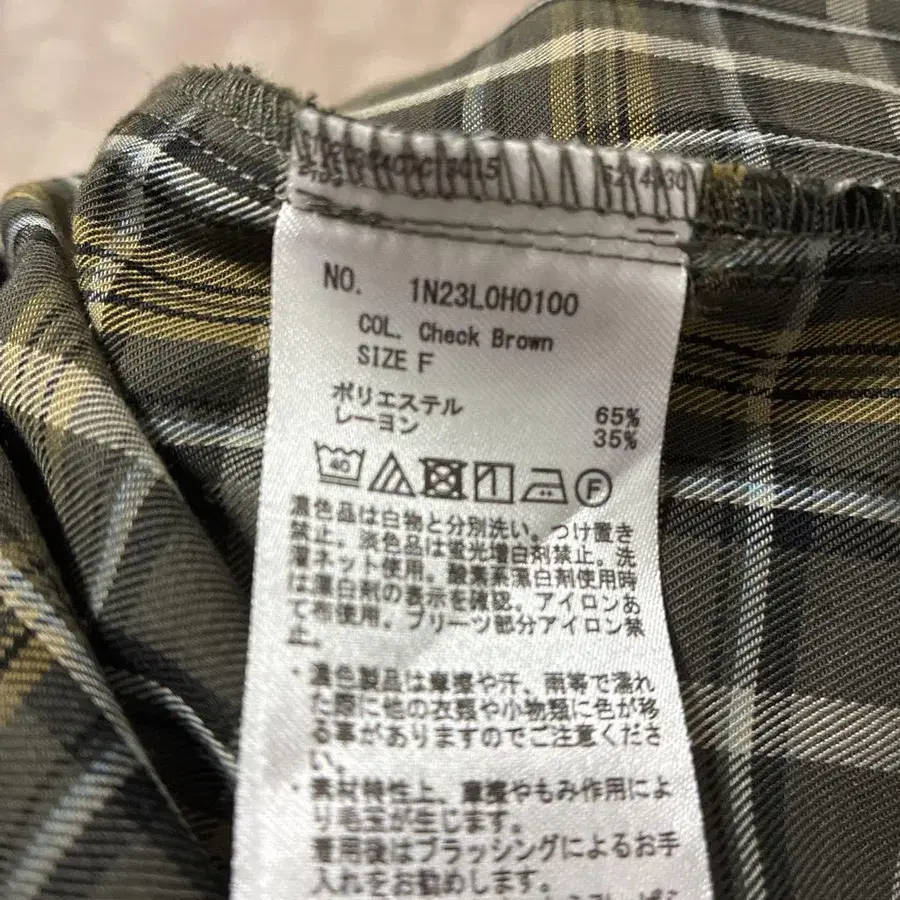 NO. 1N23L0H0100
COL. Check Brown
SIZE F
ポリエステル 65%
レーヨン 35%
40
F
濃色品は白物と分別洗い。つけ置き
禁止。淡色品は蛍光増白剤禁止。洗
濯ネット使用。酸素系漂白剤使用時
は漂白剤の表示を確認。アイロンあ
て布使用。プリーツ部分アイロン禁
止。
・濃色製品は摩擦や汗、雨等で濡れ
た際に他の衣類や小物類に色が移
る事がありますのでご注意くださ
い。
・素材特性上、摩擦やもみ作用によ
り毛玉が生じます。
着用後はブラッシングによるお手
入れをお勧めします。